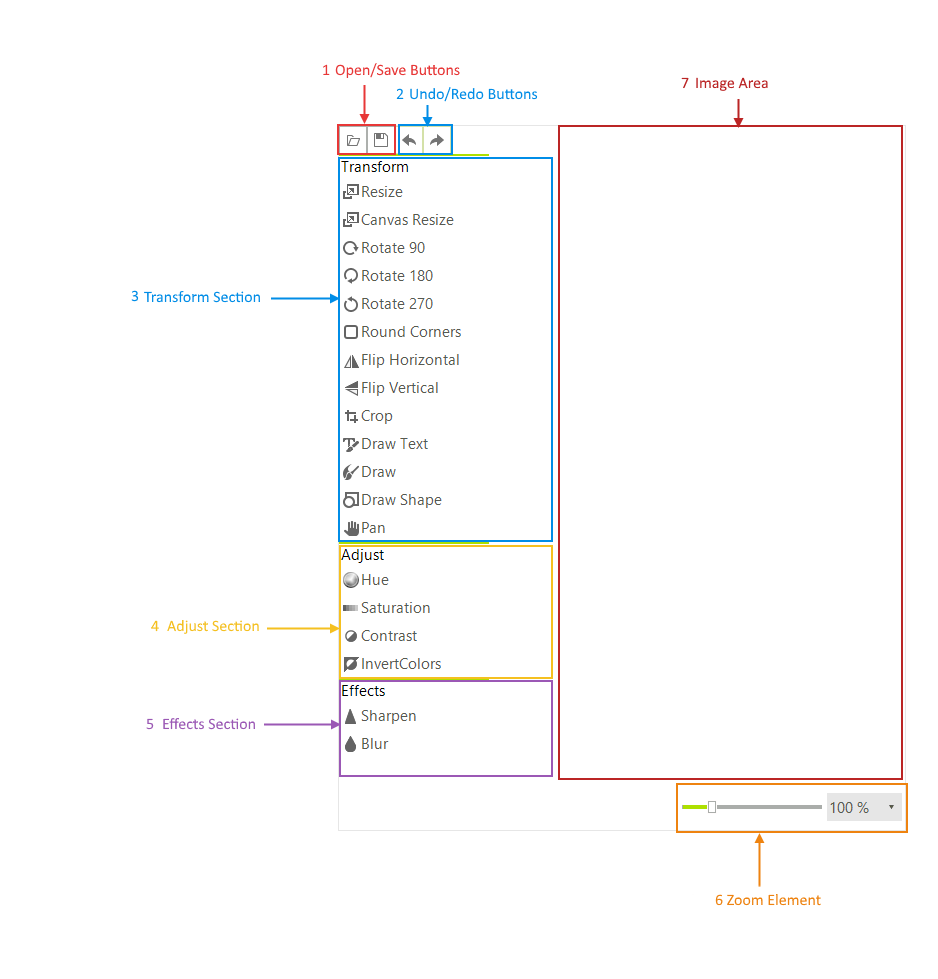 1 Open/Save Buttons
2 Undo/Redo Buttons
7 Image Area
Transform
Resize
Canvas Resize
Rotate 90
Rotate 180
3 Transform Section
Rotate 270
Round Corners
Flip Horizontal
Flip Vertical
Crop
Draw Text
Draw
Draw Shape
Pan
Adjust
Hue
Saturation
4 Adjust Section
Contrast
InvertColors
Effects
Sharpen
5 Effects Section
Blur
100 %
6 Zoom Element